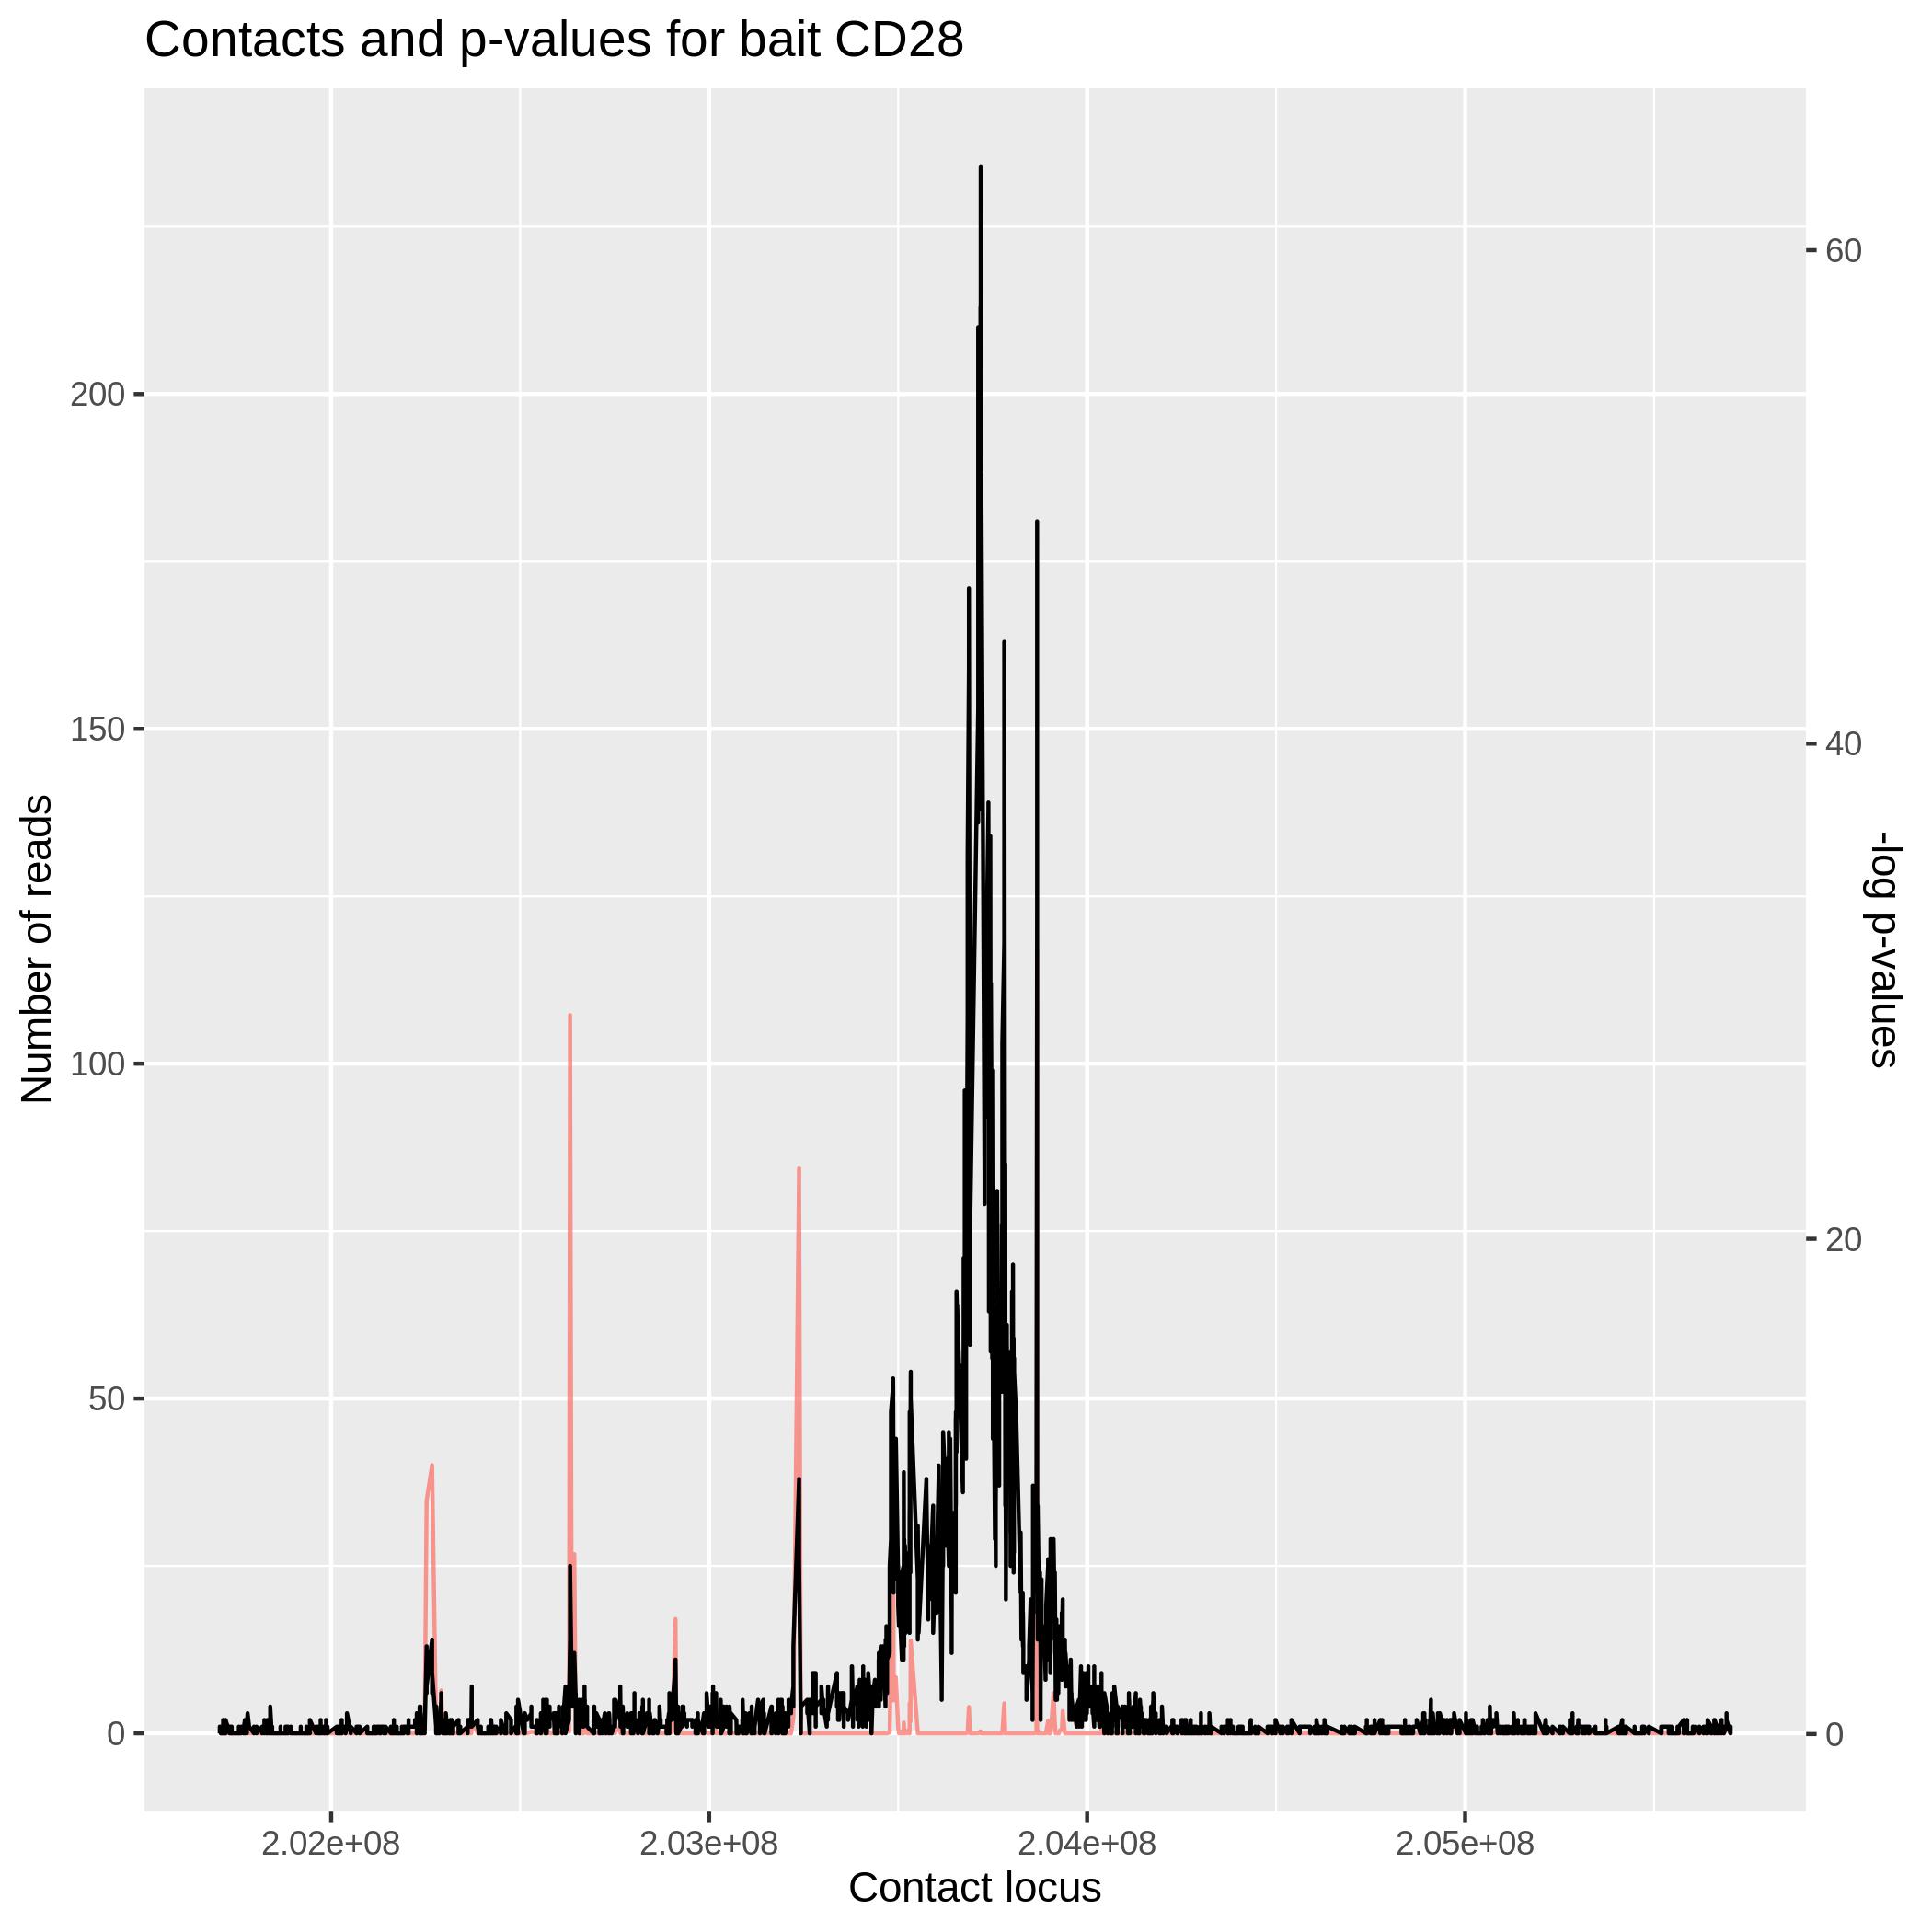 Contacts and p-values for bait CD28
Number of reads
200
150
100
50
0
60
40
20
0
-log p-values
2.02e+08 2.03e+08 2.04e+08 2.05e+08
Contact locus